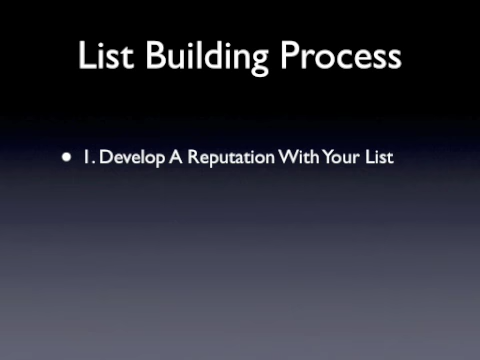 List Building Process
• 1. Develop A Reputation With Your List